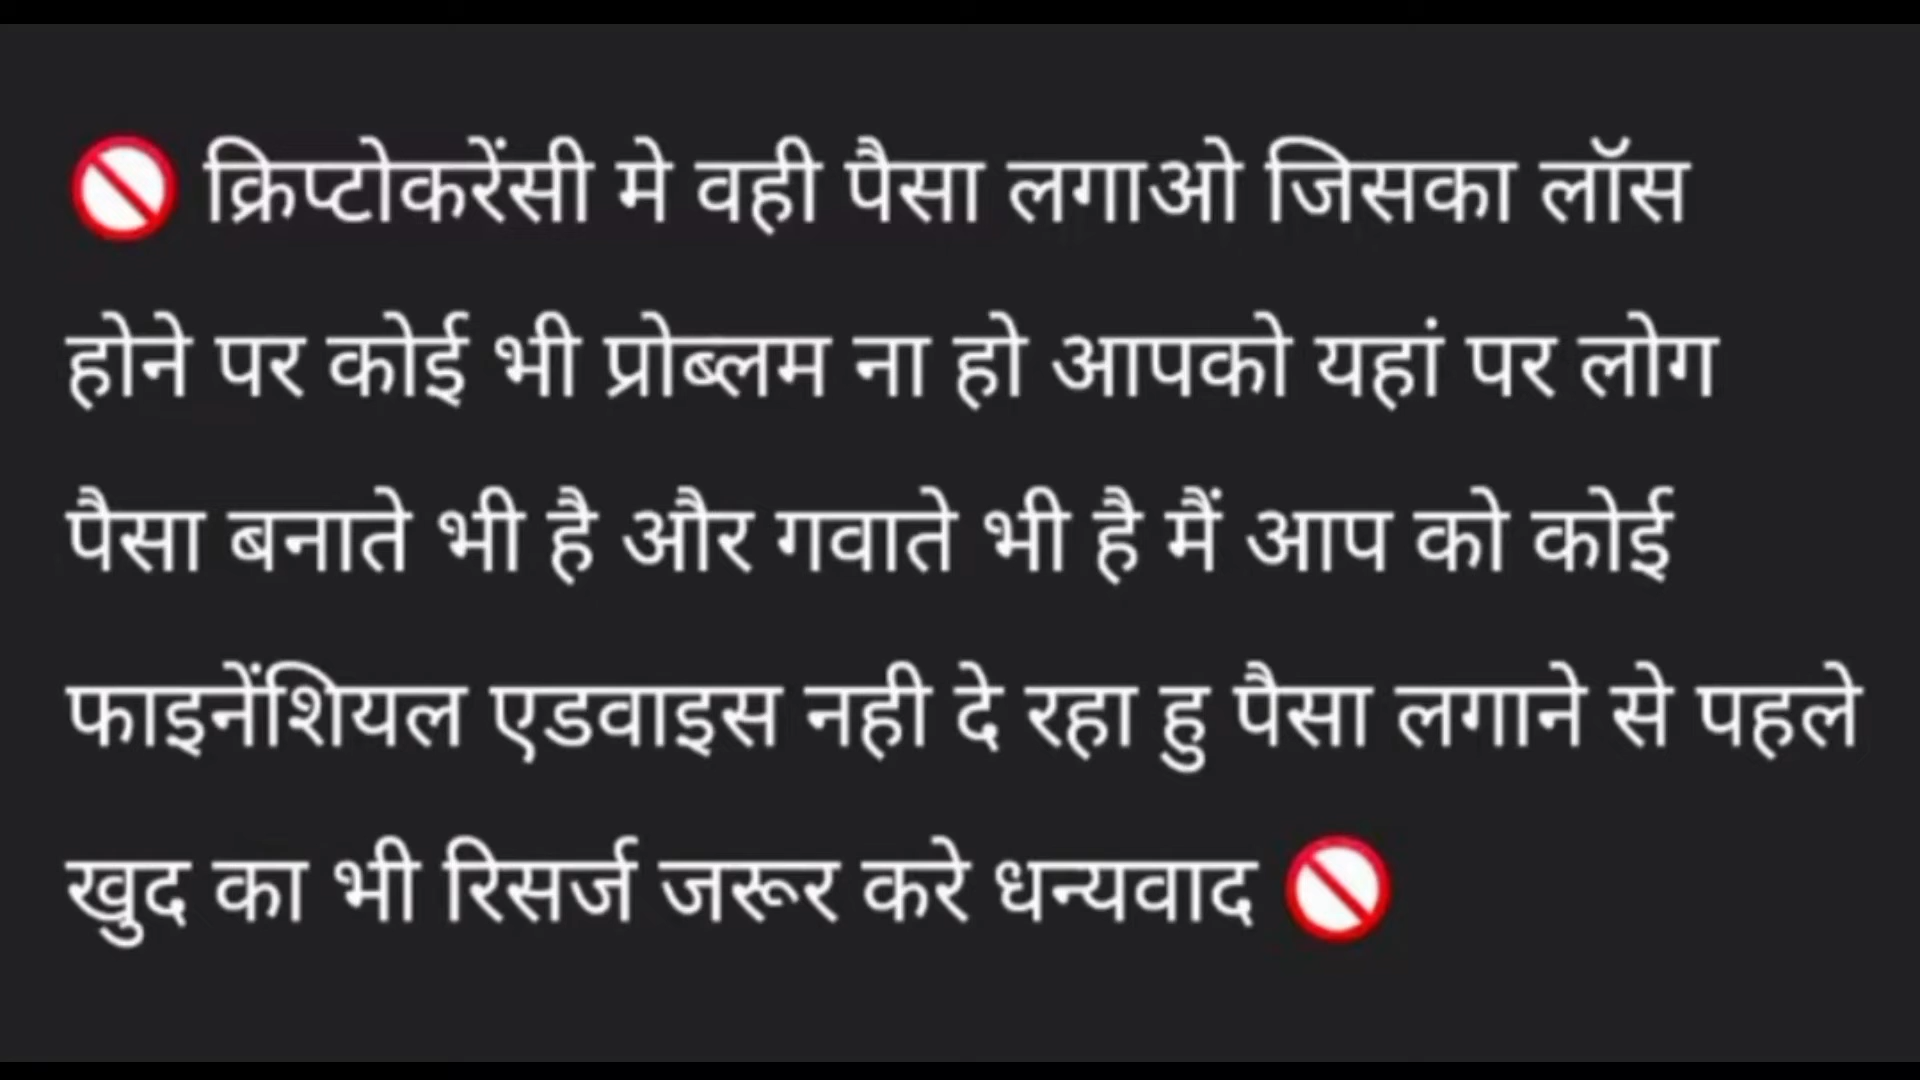 🚫 क्रिप्टोकरेंसी मे वही पैसा लगाओ जिसका लॉस
होने पर कोई भी प्रोब्लम ना हो आपको यहां पर लोग
पैसा बनाते भी है और गवाते भी है मैं आप को कोई
फाइनेंशियल एडवाइस नही दे रहा हु पैसा लगाने से पहले
खुद का भी रिसर्ज जरूर करे धन्यवाद 🚫